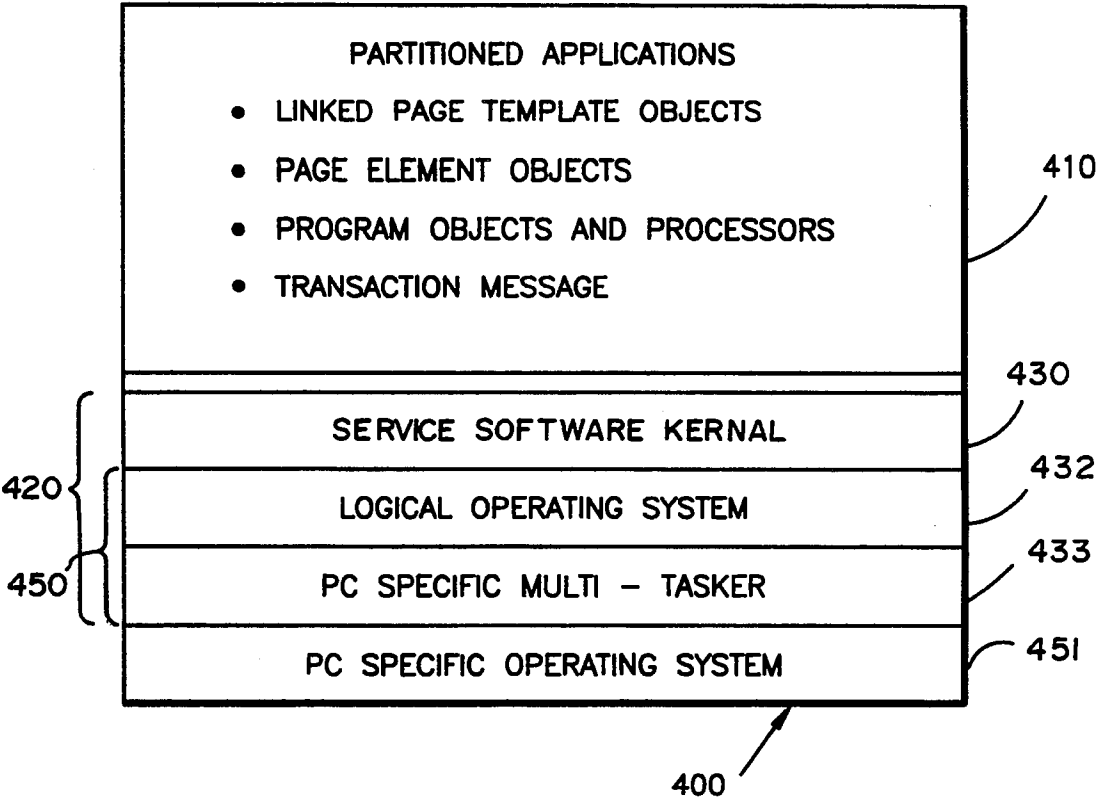 PARTITIONED APPLICATIONS
• LINKED PAGE TEMPLATE OBJECTS
• PAGE ELEMENT OBJECTS
• PROGRAM OBJECTS AND PROCESSORS
• TRANSACTION MESSAGE
410
430
SERVICE SOFTWARE KERNAL
420
432
LOGICAL OPERATING SYSTEM
433
450
PC SPECIFIC MULTI - TASKER
PC SPECIFIC OPERATING SYSTEM
451
400